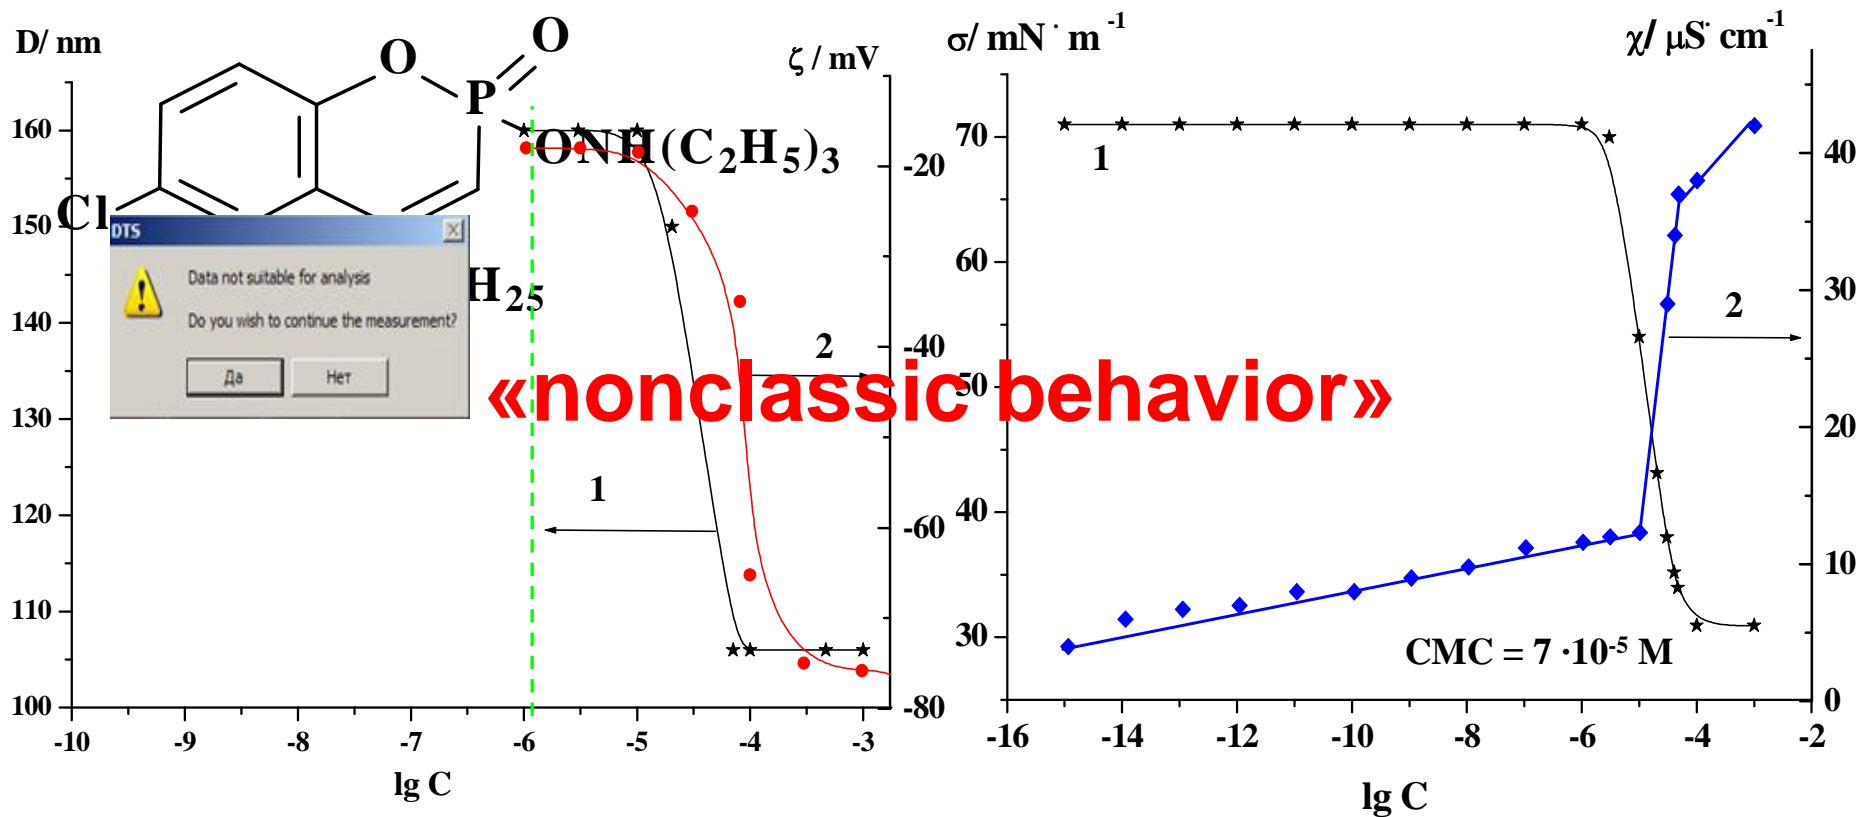 D/ nm
160
150
140
130
120
110
100
-10
-9
-8
-7
-6
-5
-4
-3
lg C
ζ / mV
-20
-40
-60
-80
1
2
O
O
P
ONH(C₂H₅)₃
Cl
H₂₅
DTS
Data not suitable for analysis
Do you wish to continue the measurement?
Да
Нет
«nonclassic behavior»
σ/ mN · m ⁻¹
70
60
50
40
30
-16
-14
-12
-10
-8
-6
-4
-2
lg C
χ/ μS· cm⁻¹
40
30
20
10
0
1
2
CMC = 7 ·10⁻⁵ M